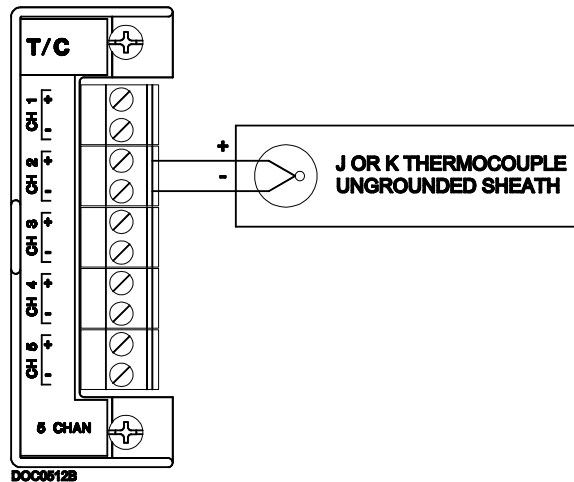 T/C
CH 1 + -
CH 2 + -
CH 3 + -
CH 4 + -
CH 5 + -
+
-
J OR K THERMOCOUPLE
UNGROUNDED SHEATH
5 CHAN
DOC0512B